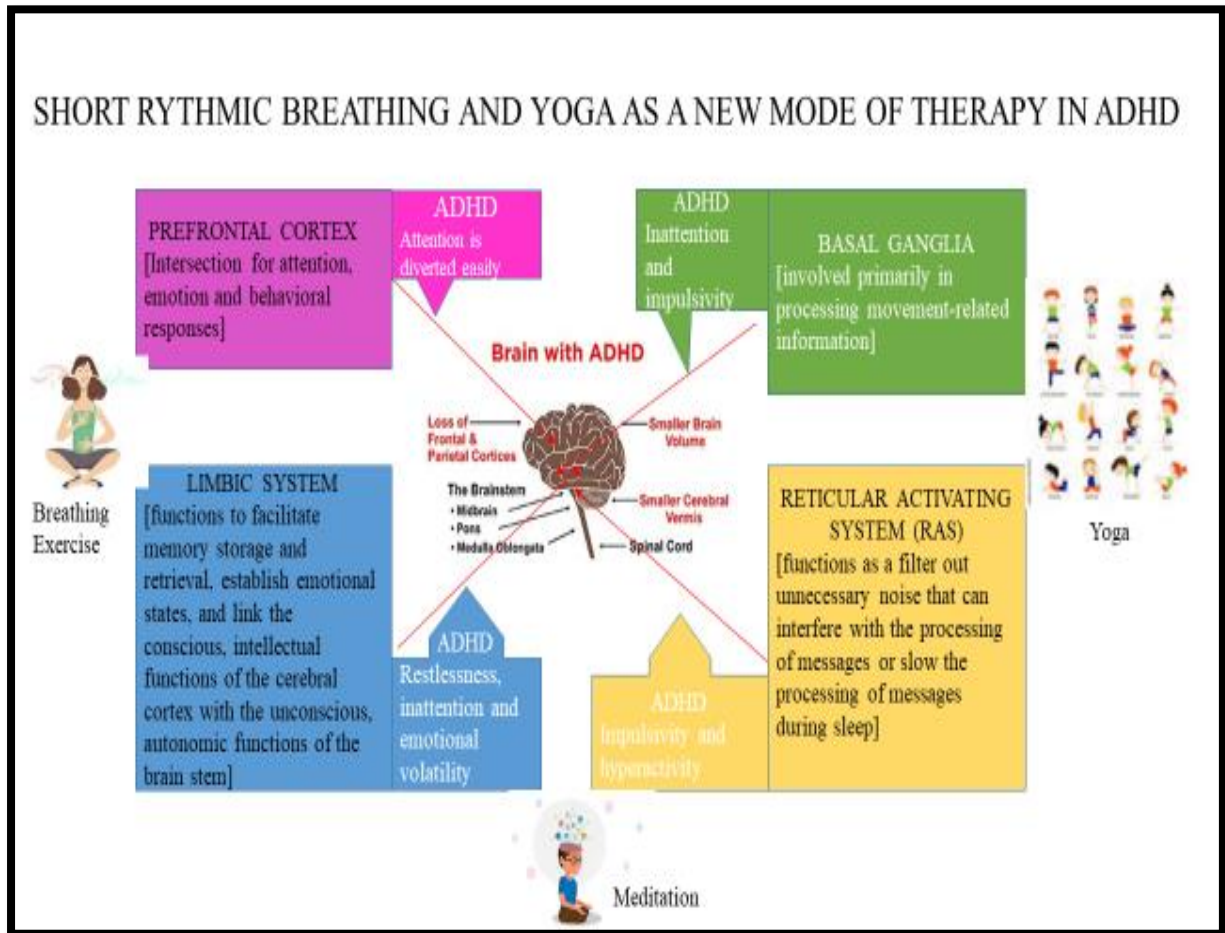 SHORT RYTHMIC BREATHING AND YOGA AS A NEW MODE OF THERAPY IN ADHD
PREFRONTAL CORTEX
[Intersection for attention,
emotion and behavioral
responses]
ADHD
Attention is
diverted easily
ADHD
Inattention
and
impulsivity
BASAL GANGLIA
[involved primarily in
processing movement-related
information]
Brain with ADHD
Loss of
Frontal &
Parietal Cortices
The Brainstem
• Midbrain
• Pons
• Medulla Oblongata
Smaller Brain
Volume
Smaller Cerebral
Vermis
Spinal Cord
Breathing
Exercise
LIMBIC SYSTEM
[functions to facilitate
memory storage and
retrieval, establish emotional
states, and link the
conscious, intellectual
functions of the cerebral
cortex with the unconscious,
autonomic functions of the
brain stem]
ADHD
Restlessness,
inattention and
emotional
volatility
ADHD
Impulsivity and
hyperactivity
RETICULAR ACTIVATING
SYSTEM (RAS)
[functions as a filter out
unnecessary noise that can
interfere with the processing
of messages or slow the
processing of messages
during sleep]
Yoga
Meditation